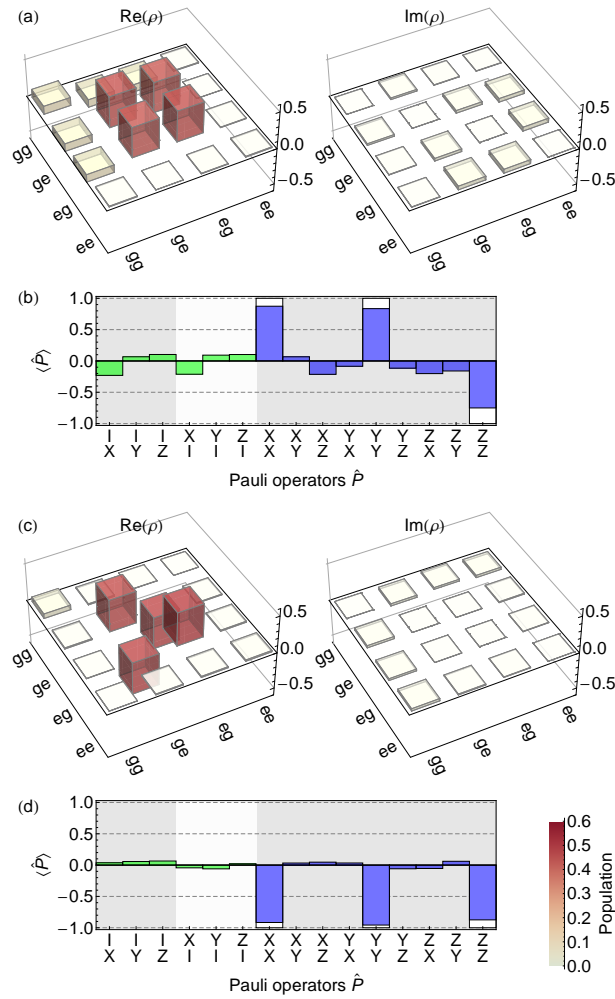 (a) Re(ρ) Im(ρ)
0.5
0.0
−0.5
gg
ge
eg
ee
gg
ge
eg
ee
0.5
0.0
−0.5
gg
ge
eg
ee
gg
ge
eg
ee
(b)
1.0
0.5
0.0
−0.5
−1.0
⟨P̂⟩
I I I X Y Z X X X Y Y Y Z Z Z
X Y Z I I I X Y Z X Y Z X Y Z
Pauli operators P̂
(c) Re(ρ) Im(ρ)
0.5
0.0
−0.5
gg
ge
eg
ee
gg
ge
eg
ee
0.5
0.0
−0.5
gg
ge
eg
ee
gg
ge
eg
ee
(d)
1.0
0.5
0.0
−0.5
−1.0
⟨P̂⟩
I I I X Y Z X X X Y Y Y Z Z Z
X Y Z I I I X Y Z X Y Z X Y Z
Pauli operators P̂
0.6
0.5
0.4
0.3
0.2
0.1
0.0
Population